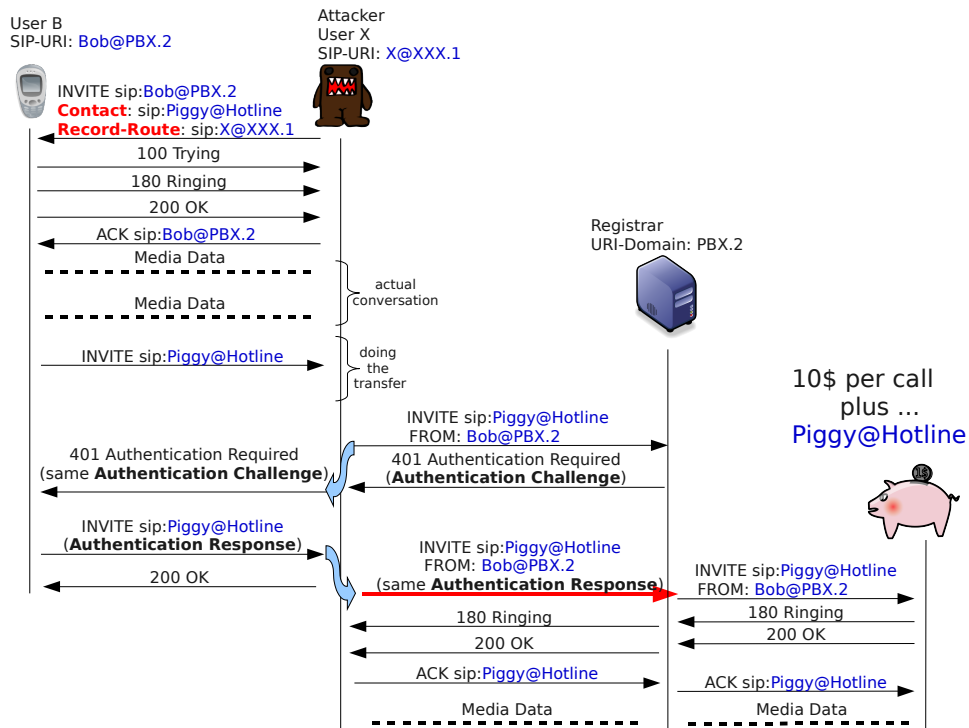 User B
SIP-URI: Bob@PBX.2
Attacker
User X
SIP-URI: X@XXX.1
INVITE sip:Bob@PBX.2
Contact: sip:Piggy@Hotline
Record-Route: sip:X@XXX.1
100 Trying
180 Ringing
200 OK
ACK sip:Bob@PBX.2
Media Data
Media Data
actual
conversation
Registrar
URI-Domain: PBX.2
INVITE sip:Piggy@Hotline
doing
the
transfer
10$ per call
plus ...
Piggy@Hotline
INVITE sip:Piggy@Hotline
FROM: Bob@PBX.2
401 Authentication Required
(Authentication Challenge)
401 Authentication Required
(same Authentication Challenge)
INVITE sip:Piggy@Hotline
(Authentication Response)
200 OK
INVITE sip:Piggy@Hotline
FROM: Bob@PBX.2
(same Authentication Response)
INVITE sip:Piggy@Hotline
FROM: Bob@PBX.2
180 Ringing
200 OK
180 Ringing
200 OK
ACK sip:Piggy@Hotline
ACK sip:Piggy@Hotline
Media Data
Media Data